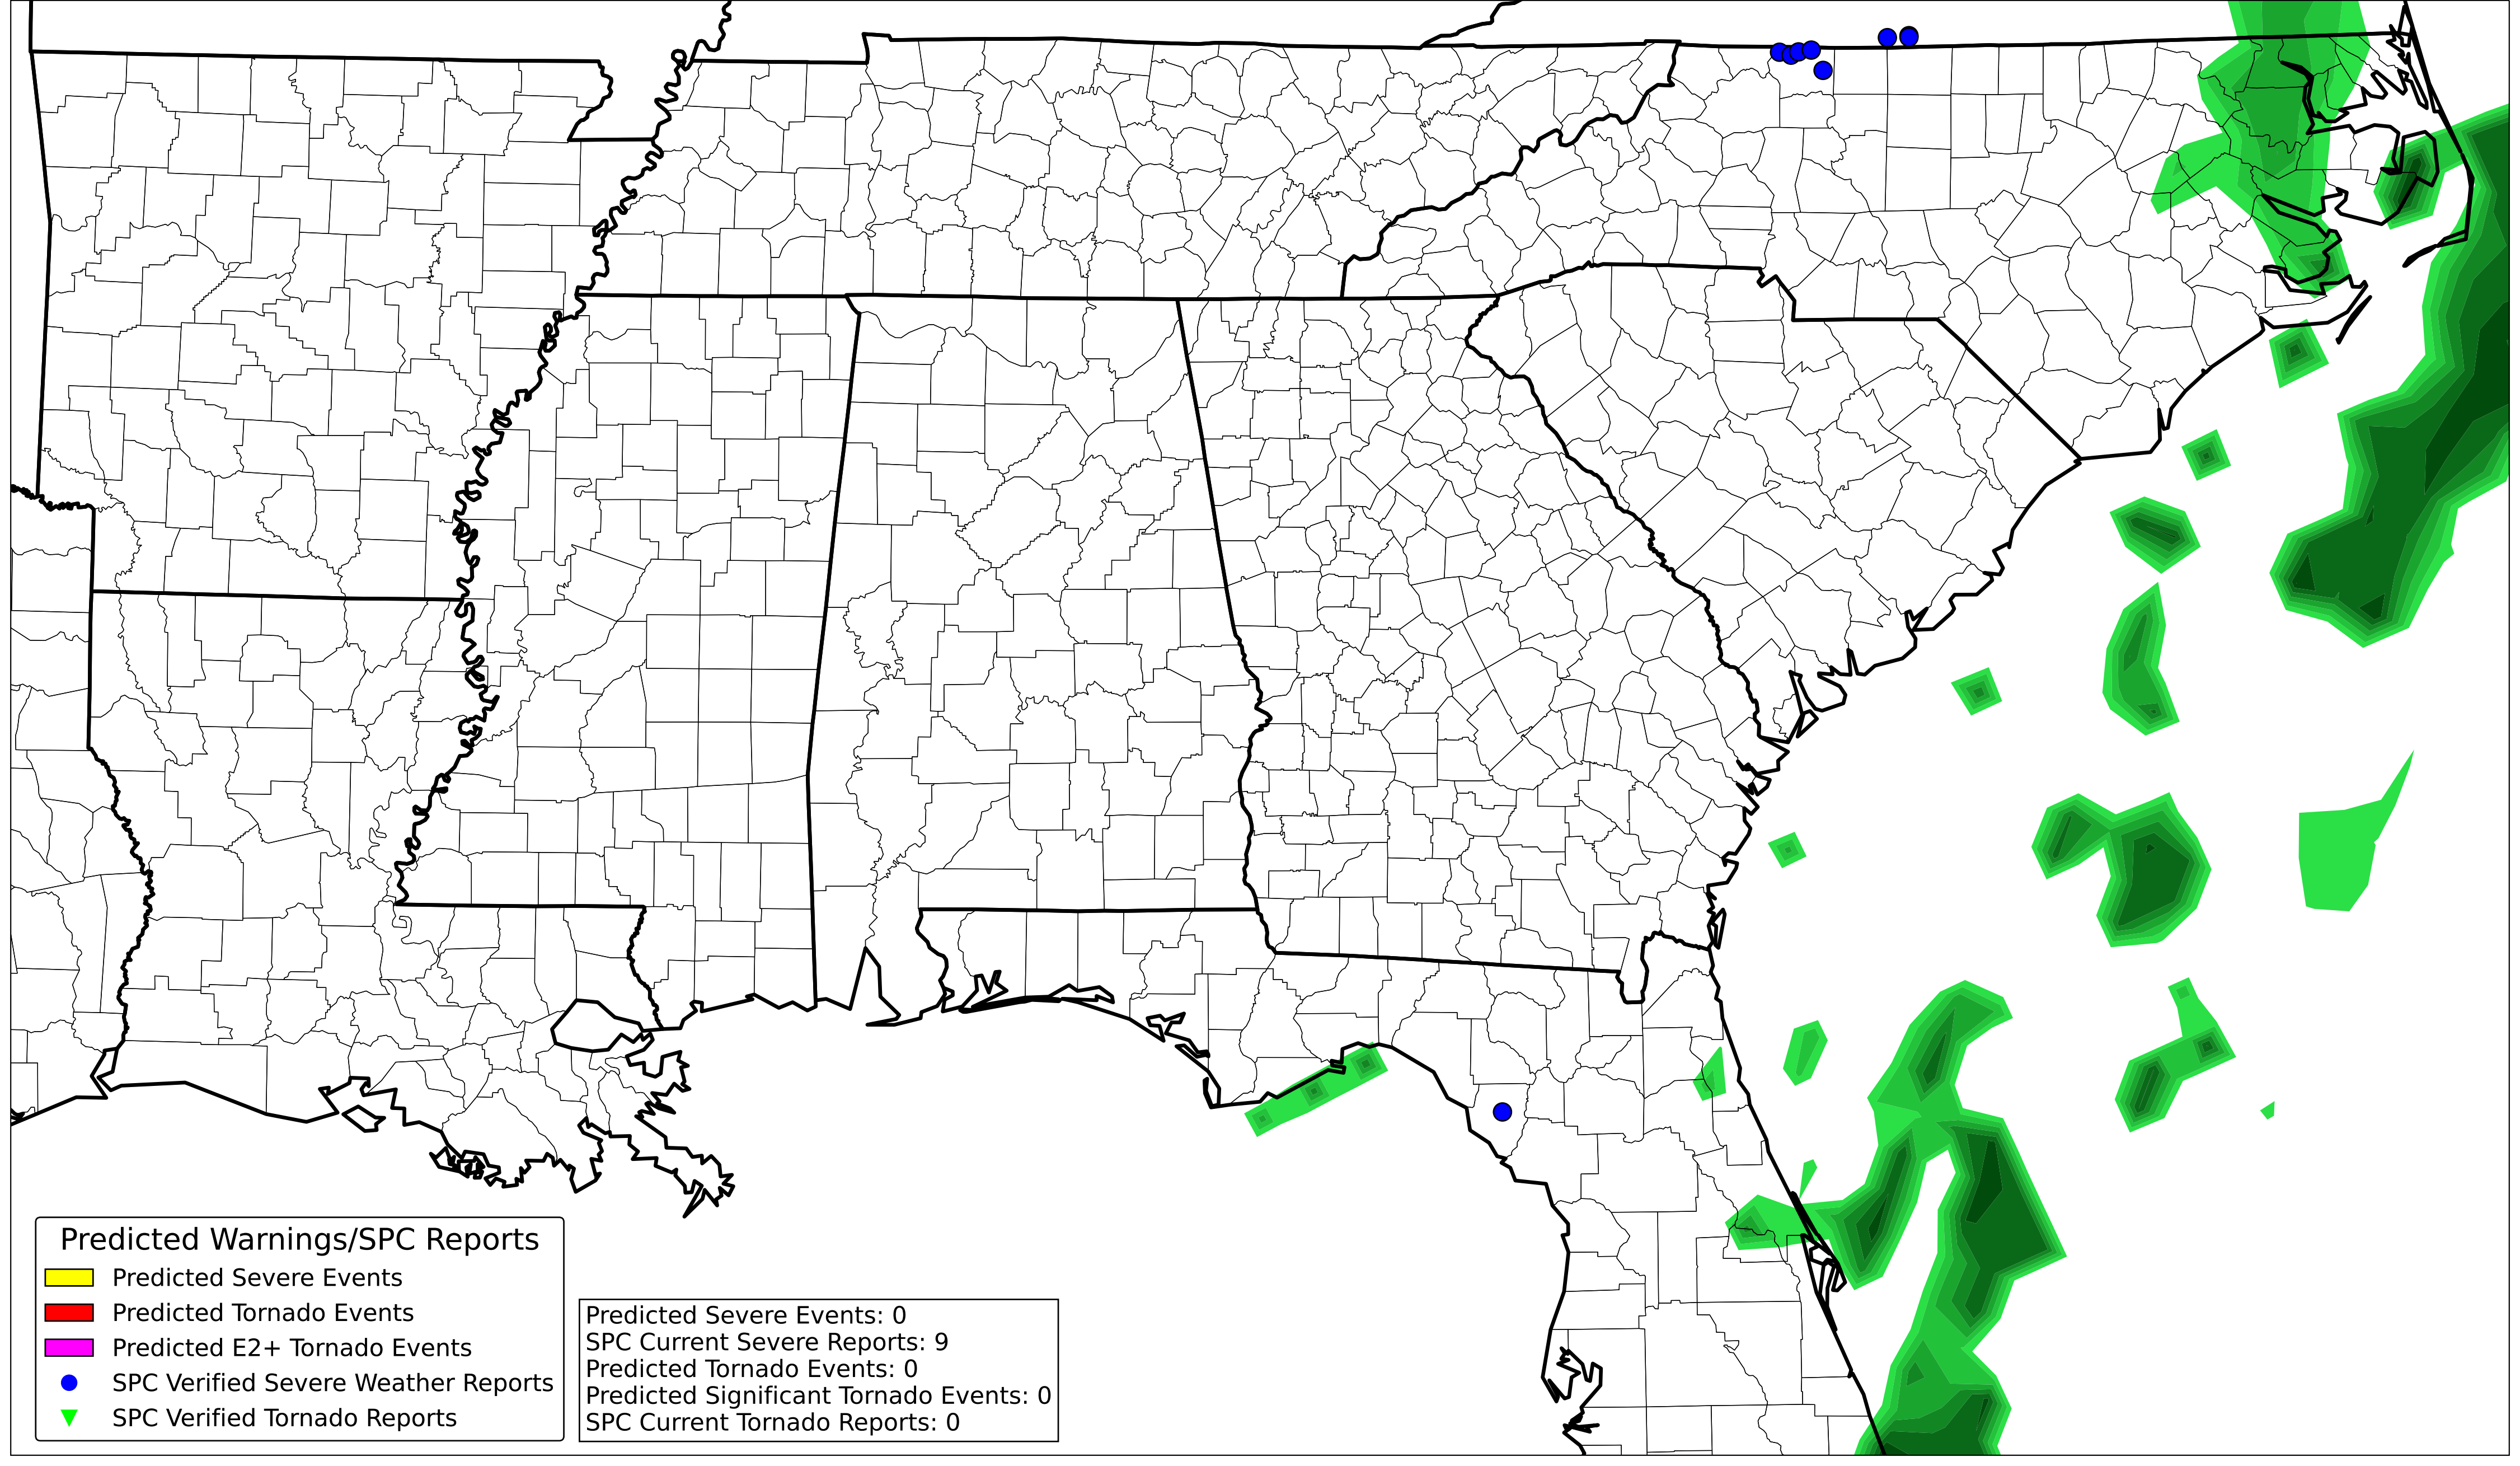 Predicted Warnings/SPC Reports
Predicted Severe Events
Predicted Tornado Events
Predicted E2+ Tornado Events
SPC Verified Severe Weather Reports
SPC Verified Tornado Reports
Predicted Severe Events: 0
SPC Current Severe Reports: 9
Predicted Tornado Events: 0
Predicted Significant Tornado Events: 0
SPC Current Tornado Reports: 0